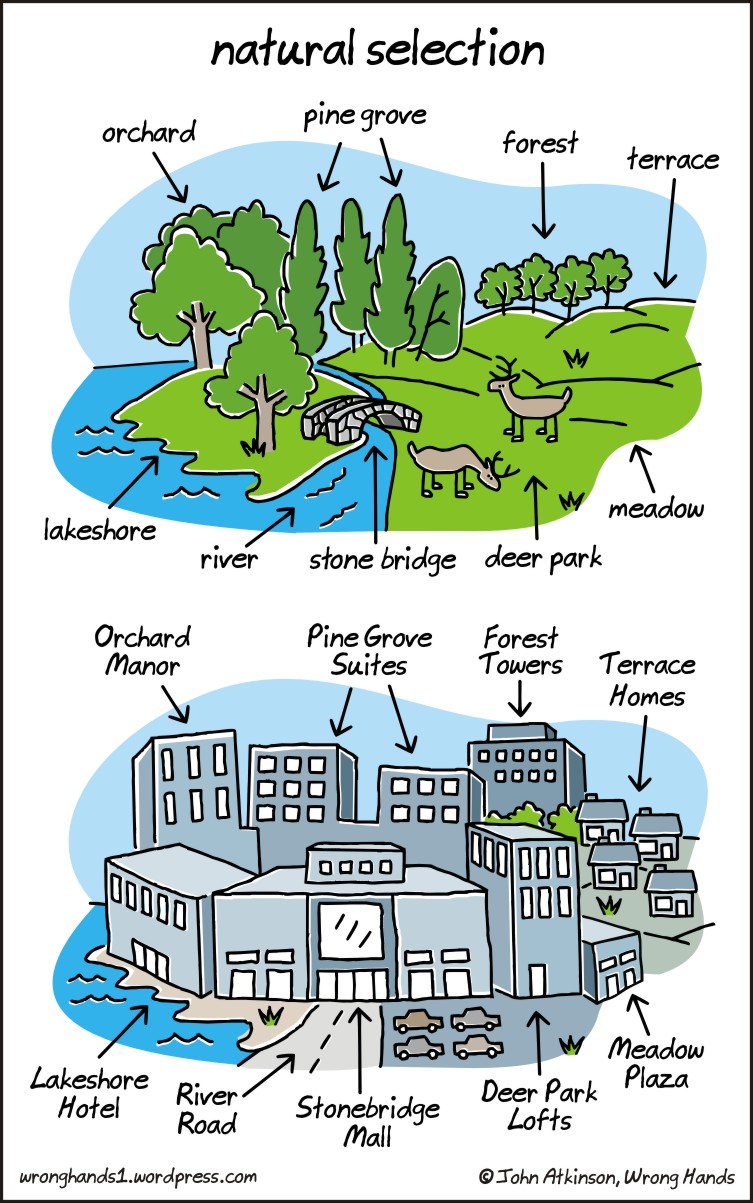 natural selection
orchard
pine grove
forest
terrace
lakeshore
river
stone bridge
deer park
meadow
Orchard
Manor
Pine Grove
Suites
Forest
Towers
Terrace
Homes
Lakeshore
Hotel
River
Road
Stonebridge
Mall
Deer Park
Lofts
Meadow
Plaza
wronghands1.wordpress.com
© John Atkinson, Wrong Hands